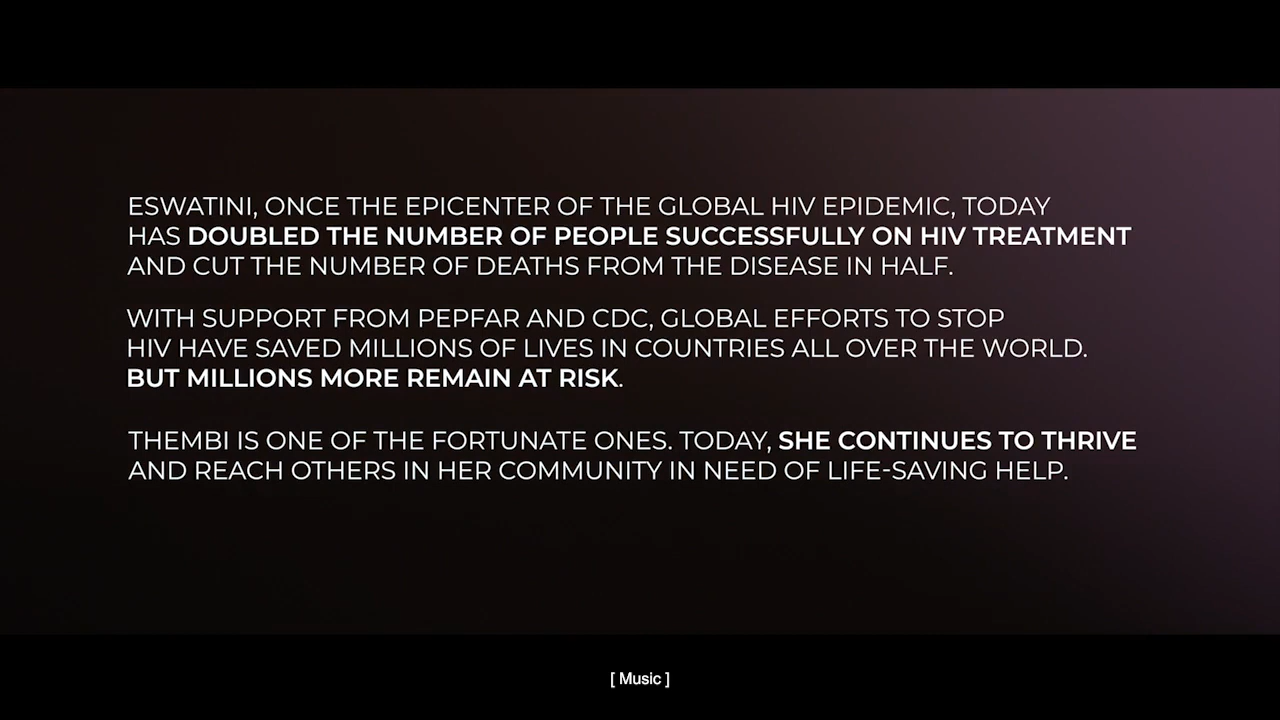 ESWATINI, ONCE THE EPICENTER OF THE GLOBAL HIV EPIDEMIC, TODAY
HAS DOUBLED THE NUMBER OF PEOPLE SUCCESSFULLY ON HIV TREATMENT
AND CUT THE NUMBER OF DEATHS FROM THE DISEASE IN HALF.
WITH SUPPORT FROM PEPFAR AND CDC, GLOBAL EFFORTS TO STOP
HIV HAVE SAVED MILLIONS OF LIVES IN COUNTRIES ALL OVER THE WORLD.
BUT MILLIONS MORE REMAIN AT RISK.
THEMBI IS ONE OF THE FORTUNATE ONES. TODAY, SHE CONTINUES TO THRIVE
AND REACH OTHERS IN HER COMMUNITY IN NEED OF LIFE-SAVING HELP.
[ Music ]